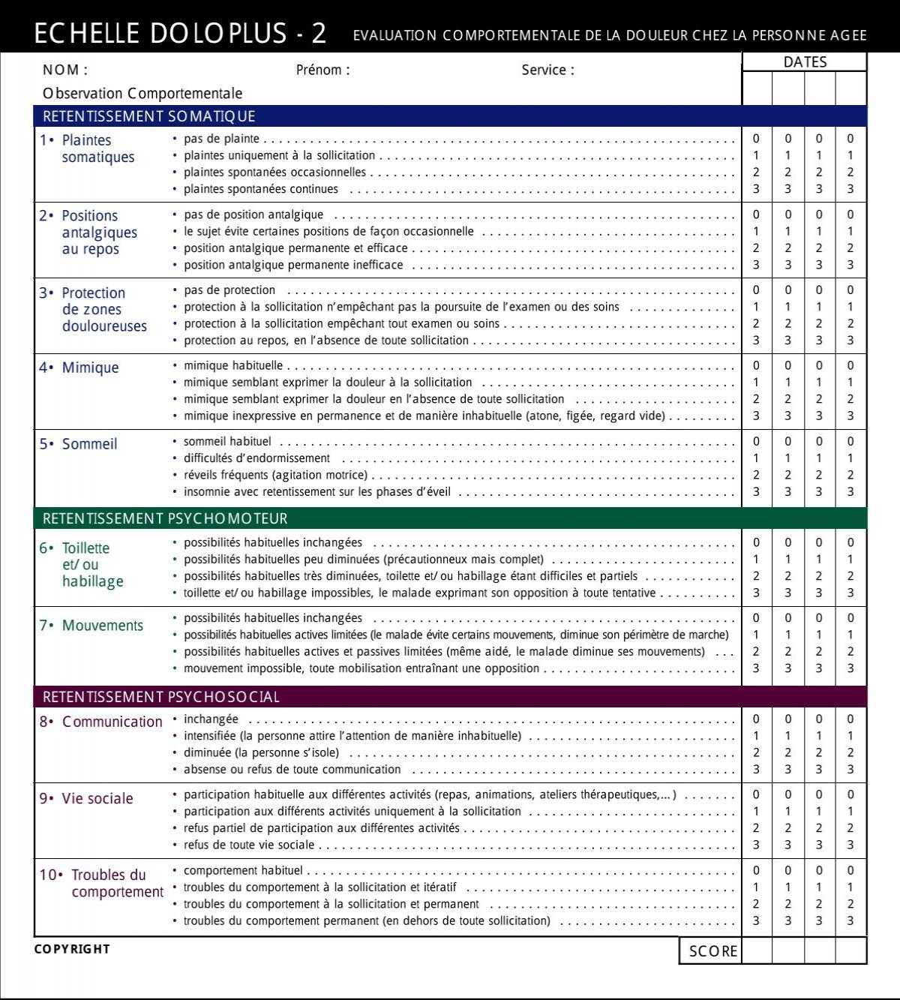 ECHELLE DOLOPLUS - 2 EVALUATION COMPORTEMENTALE DE LA DOULEUR CHEZ LA PERSONNE AGEE
DATES
NOM : Prénom : Service :
Observation Comportementale
RETENTISSEMENT SOMATIQUE
1• Plaintes somatiques
• pas de plainte 0 0 0 0
• plaintes uniquement à la sollicitation 1 1 1 1
• plaintes spontanées occasionnelles 2 2 2 2
• plaintes spontanées continues 3 3 3 3
2• Positions antalgiques au repos
• pas de position antalgique 0 0 0 0
• le sujet évite certaines positions de façon occasionnelle 1 1 1 1
• position antalgique permanente et efficace 2 2 2 2
• position antalgique permanente inefficace 3 3 3 3
3• Protection de zones douloureuses
• pas de protection 0 0 0 0
• protection à la sollicitation n'empêchant pas la poursuite de l'examen ou des soins 1 1 1 1
• protection à la sollicitation empêchant tout examen ou soins 2 2 2 2
• protection au repos, en l'absence de toute sollicitation 3 3 3 3
4• Mimique
• mimique habituelle 0 0 0 0
• mimique semblant exprimer la douleur à la sollicitation 1 1 1 1
• mimique semblant exprimer la douleur en l'absence de toute sollicitation 2 2 2 2
• mimique inexpressive en permanence et de manière inhabituelle (atone, figée, regard vide) 3 3 3 3
5• Sommeil
• sommeil habituel 0 0 0 0
• difficultés d'endormissement 1 1 1 1
• réveils fréquents (agitation motrice) 2 2 2 2
• insomnie avec retentissement sur les phases d'éveil 3 3 3 3
RETENTISSEMENT PSYCHOMOTEUR
6• Toillette et/ou habillage
• possibilités habituelles inchangées 0 0 0 0
• possibilités habituelles peu diminuées (précautionneux mais complet) 1 1 1 1
• possibilités habituelles très diminuées, toilette et/ou habillage étant difficiles et partiels 2 2 2 2
• toillette et/ou habillage impossibles, le malade exprimant son opposition à toute tentative 3 3 3 3
7• Mouvements
• possibilités habituelles inchangées 0 0 0 0
• possibilités habituelles actives limitées (le malade évite certains mouvements, diminue son périmètre de marche) 1 1 1 1
• possibilités habituelles actives et passives limitées (même aidé, le malade diminue ses mouvements) 2 2 2 2
• mouvement impossible, toute mobilisation entraînant une opposition 3 3 3 3
RETENTISSEMENT PSYCHOSOCIAL
8• Communication
• inchangée 0 0 0 0
• intensifiée (la personne attire l'attention de manière inhabituelle) 1 1 1 1
• diminuée (la personne s'isole) 2 2 2 2
• absense ou refus de toute communication 3 3 3 3
9• Vie sociale
• participation habituelle aux différentes activités (repas, animations, ateliers thérapeutiques,...) 0 0 0 0
• participation aux différents activités uniquement à la sollicitation 1 1 1 1
• refus partiel de participation aux différentes activités 2 2 2 2
• refus de toute vie sociale 3 3 3 3
10• Troubles du comportement
• comportement habituel 0 0 0 0
• troubles du comportement à la sollicitation et itératif 1 1 1 1
• troubles du comportement à la sollicitation et permanent 2 2 2 2
• troubles du comportement permanent (en dehors de toute sollicitation) 3 3 3 3
COPYRIGHT
SCORE